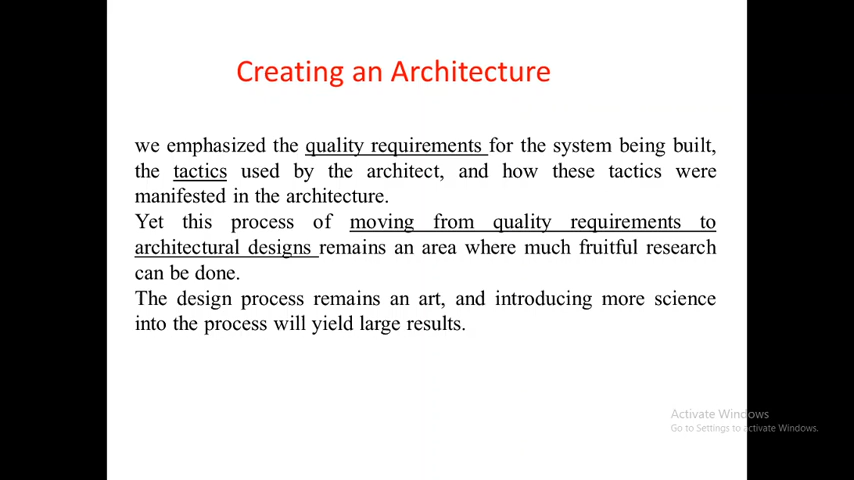 Creating an Architecture
we emphasized the quality requirements for the system being built,
the tactics used by the architect, and how these tactics were
manifested in the architecture.
Yet this process of moving from quality requirements to
architectural designs remains an area where much fruitful research
can be done.
The design process remains an art, and introducing more science
into the process will yield large results.
Activate Windows
Go to Settings to activate Windows.